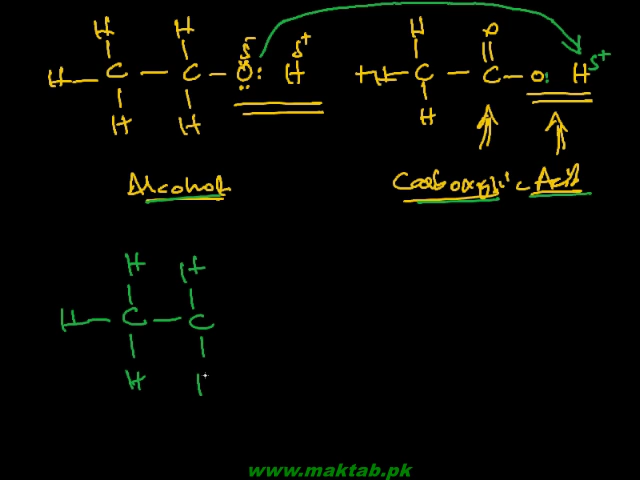 H H H O
δ- δ+
H — C — C — O: H H — C — C — O: H δ+
H H H
Alcohol Carboxylic Acid
H H
H — C — C
H
www.maktab.pk